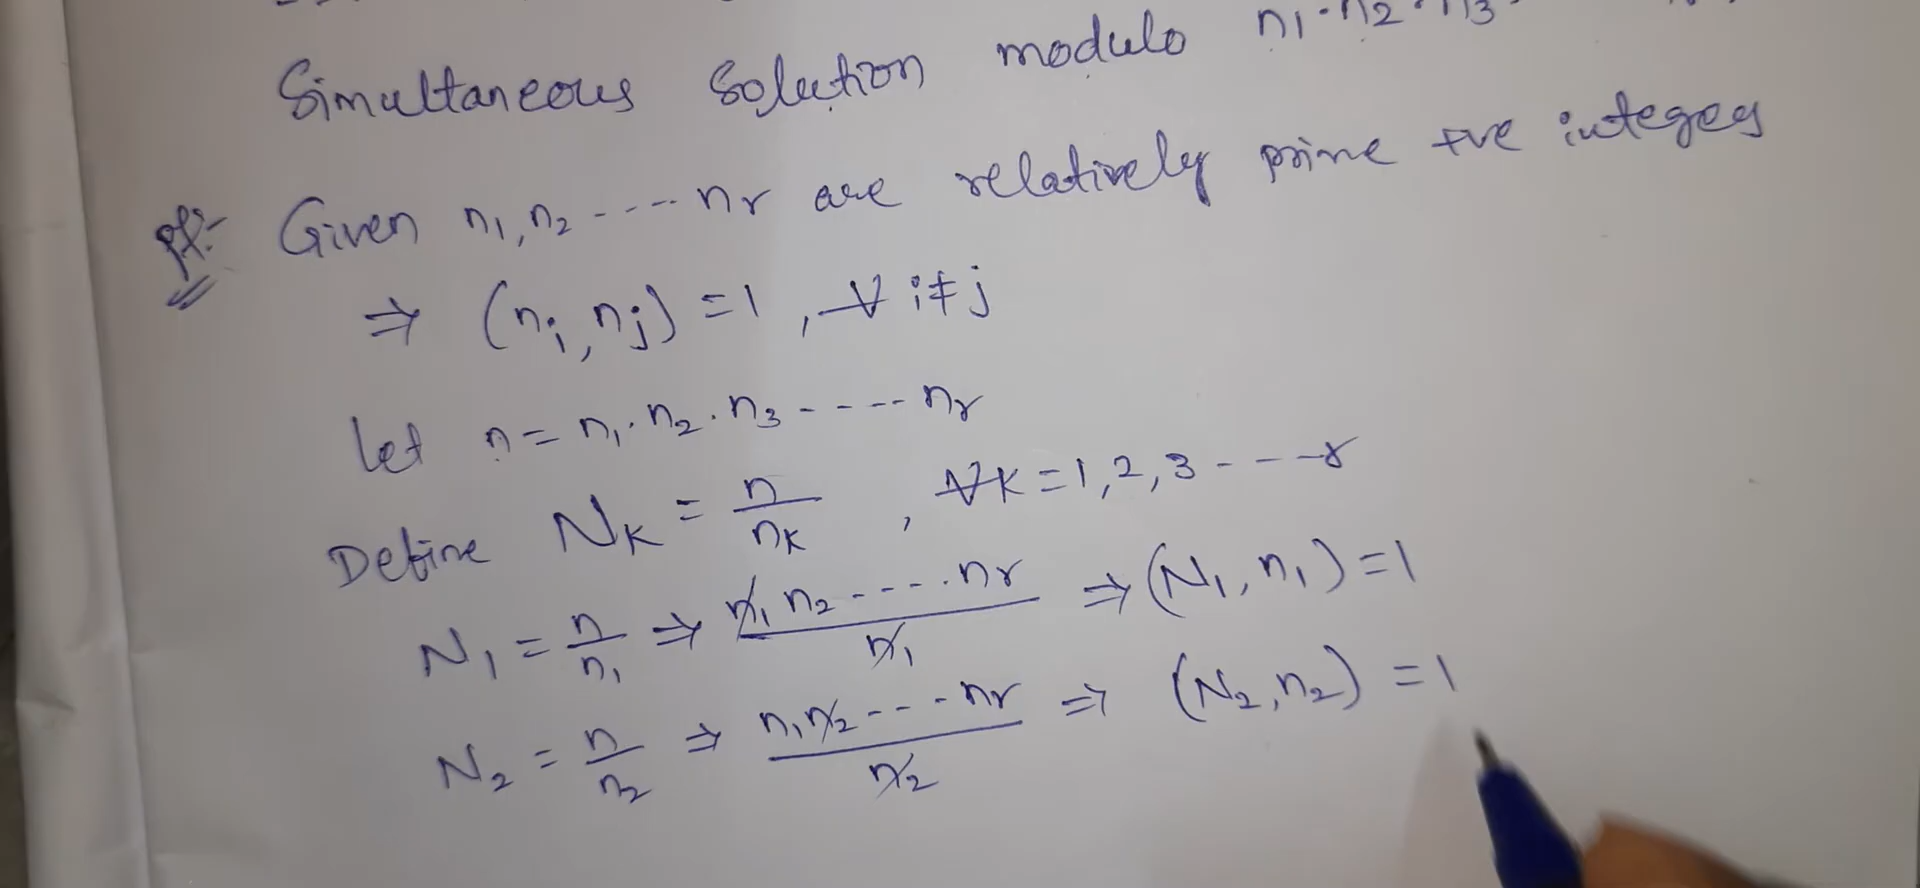 Simultaneous Solution modulo n1·n2·n3
Pf:- Given n1, n2 ---- nr are relatively prime +ve integers
⇒ (ni, nj) = 1, ∀ i≠j
Let n = n1·n2·n3 ----- nr
Define NK = n/nK , ∀K = 1,2,3 ---r
N1 = n/n1 ⇒ n1 n2 ----nr/n1 ⇒ (N1, n1) = 1
N2 = n/n2 ⇒ n1 n2 --- nr/n2 ⇒ (N2, n2) = 1